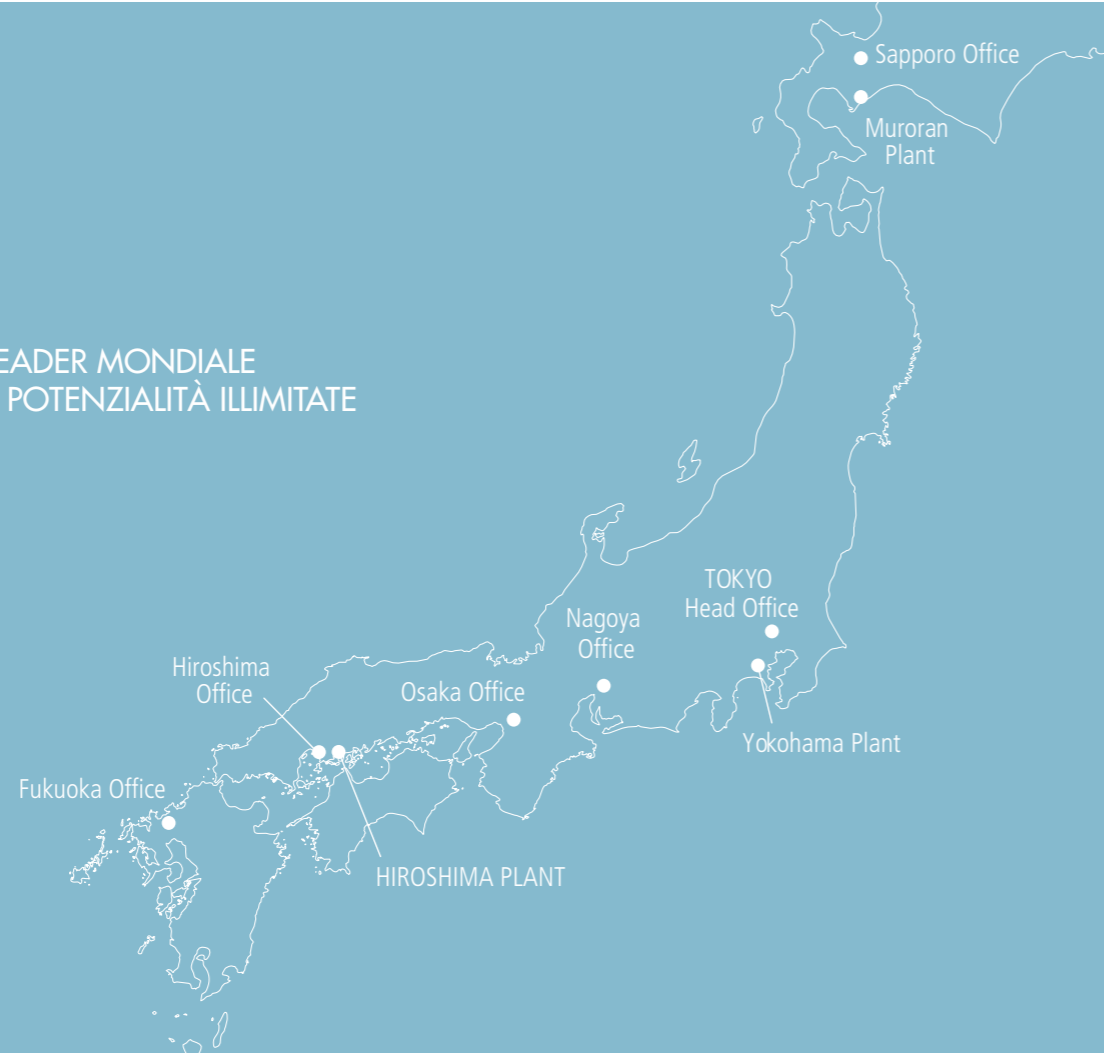 Sapporo Office
Muroran
Plant
EADER MONDIALE
POTENZIALITÀ ILLIMITATE
TOKYO
Head Office
Nagoya
Office
Hiroshima
Office
Osaka Office
Yokohama Plant
Fukuoka Office
HIROSHIMA PLANT